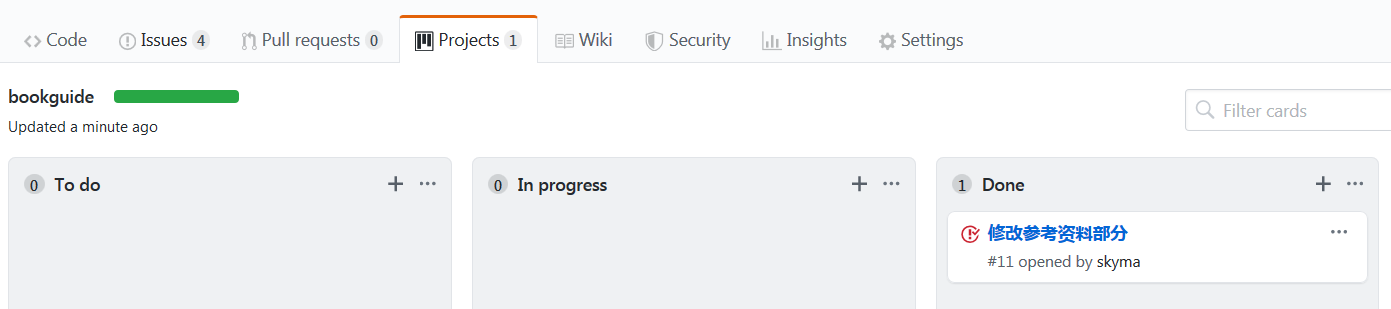 Code Issues 4 Pull requests 0 Projects 1 Wiki Security Insights Settings
bookguide
Updated a minute ago
Filter cards
0 To do
0 In progress
1 Done
修改参考资料部分
#11 opened by skyma